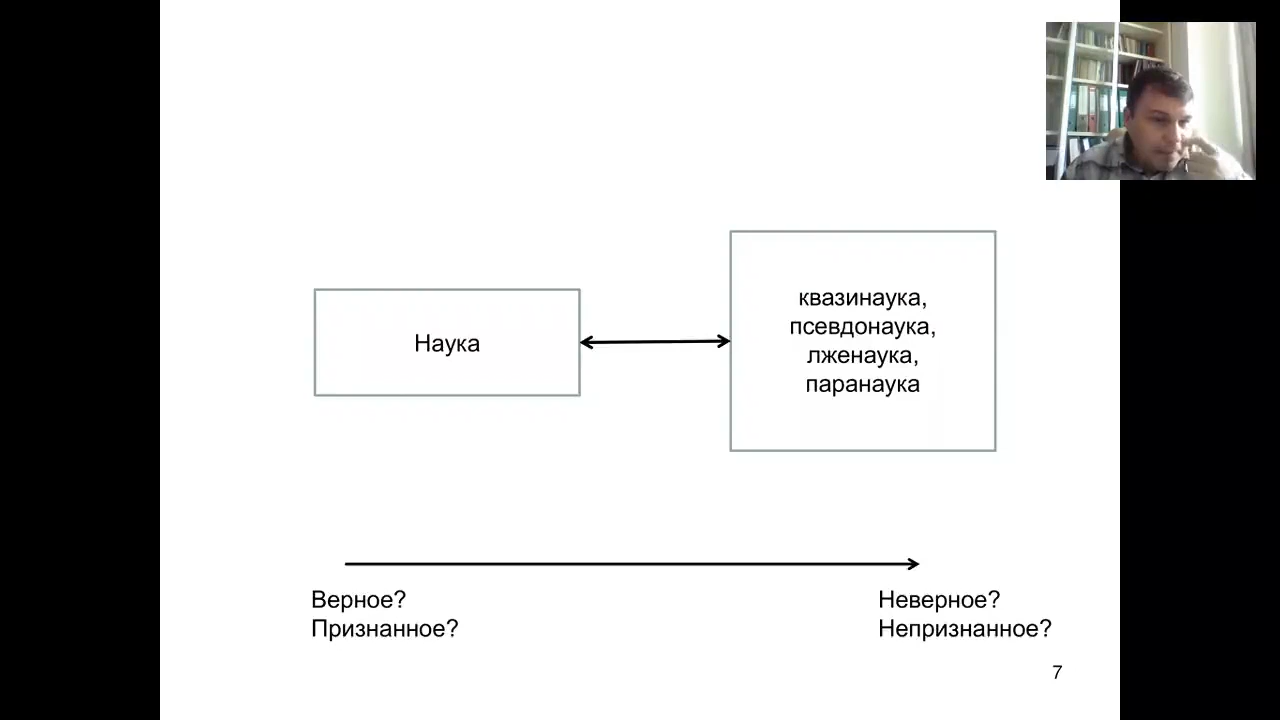 Наука
квазинаука,
псевдонаука,
лженаука,
паранаука
Верное?
Признанное?
Неверное?
Непризнанное?
7